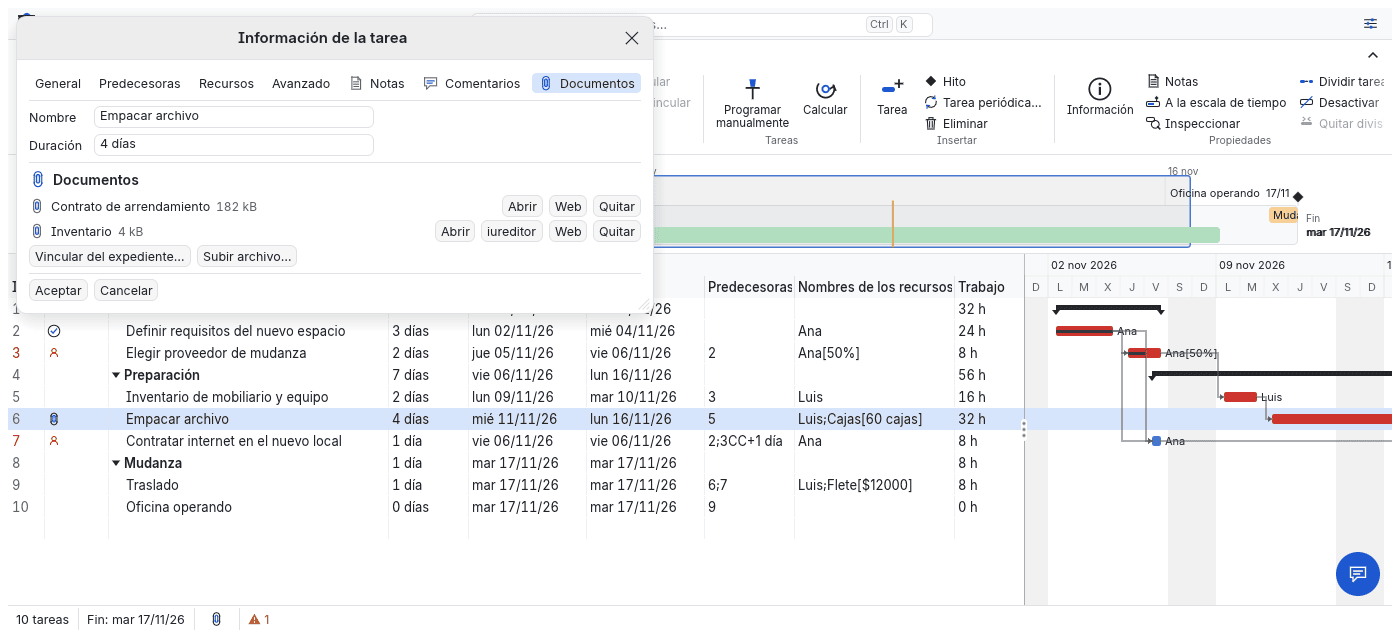 s...
Ctrl K
Información de la tarea
General Predecesoras Recursos Avanzado Notas Comentarios Documentos
Nombre Empacar archivo
Duración 4 días
Documentos
Contrato de arrendamiento 182 kB Abrir Web Quitar
Inventario 4 kB Abrir iureditor Web Quitar
Vincular del expediente... Subir archivo...
Aceptar Cancelar
Programar manualmente
Calcular
Tareas
Tarea
Hito
Tarea periódica...
Eliminar
Insertar
Información
Notas
A la escala de tiempo
Inspeccionar
Dividir tarea
Desactivar
Quitar divis
Propiedades
16 nov
Oficina operando 17/11
Muda
Fin
mar 17/11/26
Predecesoras Nombres de los recursos Trabajo
02 nov 2026 09 nov 2026 1
D L M X J V S D L M X J V S D L
1 32 h
2 Definir requisitos del nuevo espacio 3 días lun 02/11/26 mié 04/11/26 Ana 24 h Ana
3 Elegir proveedor de mudanza 2 días jue 05/11/26 vie 06/11/26 2 Ana[50%] 8 h Ana[50%]
4 Preparación 7 días vie 06/11/26 lun 16/11/26 56 h
5 Inventario de mobiliario y equipo 2 días lun 09/11/26 mar 10/11/26 3 Luis 16 h Luis
6 Empacar archivo 4 días mié 11/11/26 lun 16/11/26 5 Luis;Cajas[60 cajas] 32 h
7 Contratar internet en el nuevo local 1 día vie 06/11/26 vie 06/11/26 2;3CC+1 día Ana 8 h Ana
8 Mudanza 1 día mar 17/11/26 mar 17/11/26 8 h
9 Traslado 1 día mar 17/11/26 mar 17/11/26 6;7 Luis;Flete[$12000] 8 h
10 Oficina operando 0 días mar 17/11/26 mar 17/11/26 9 0 h
10 tareas Fin: mar 17/11/26 1